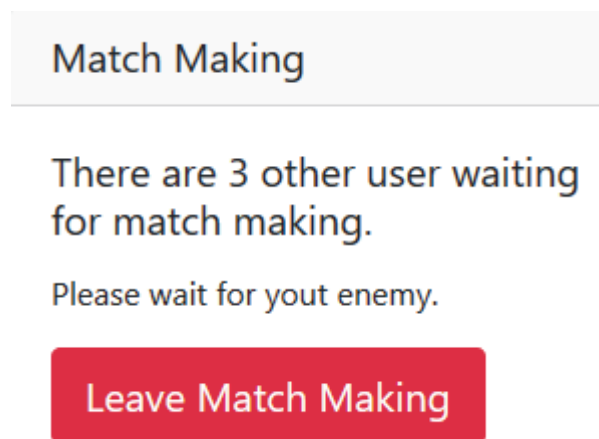 Match Making
There are 3 other user waiting
for match making.
Please wait for yout enemy.
Leave Match Making